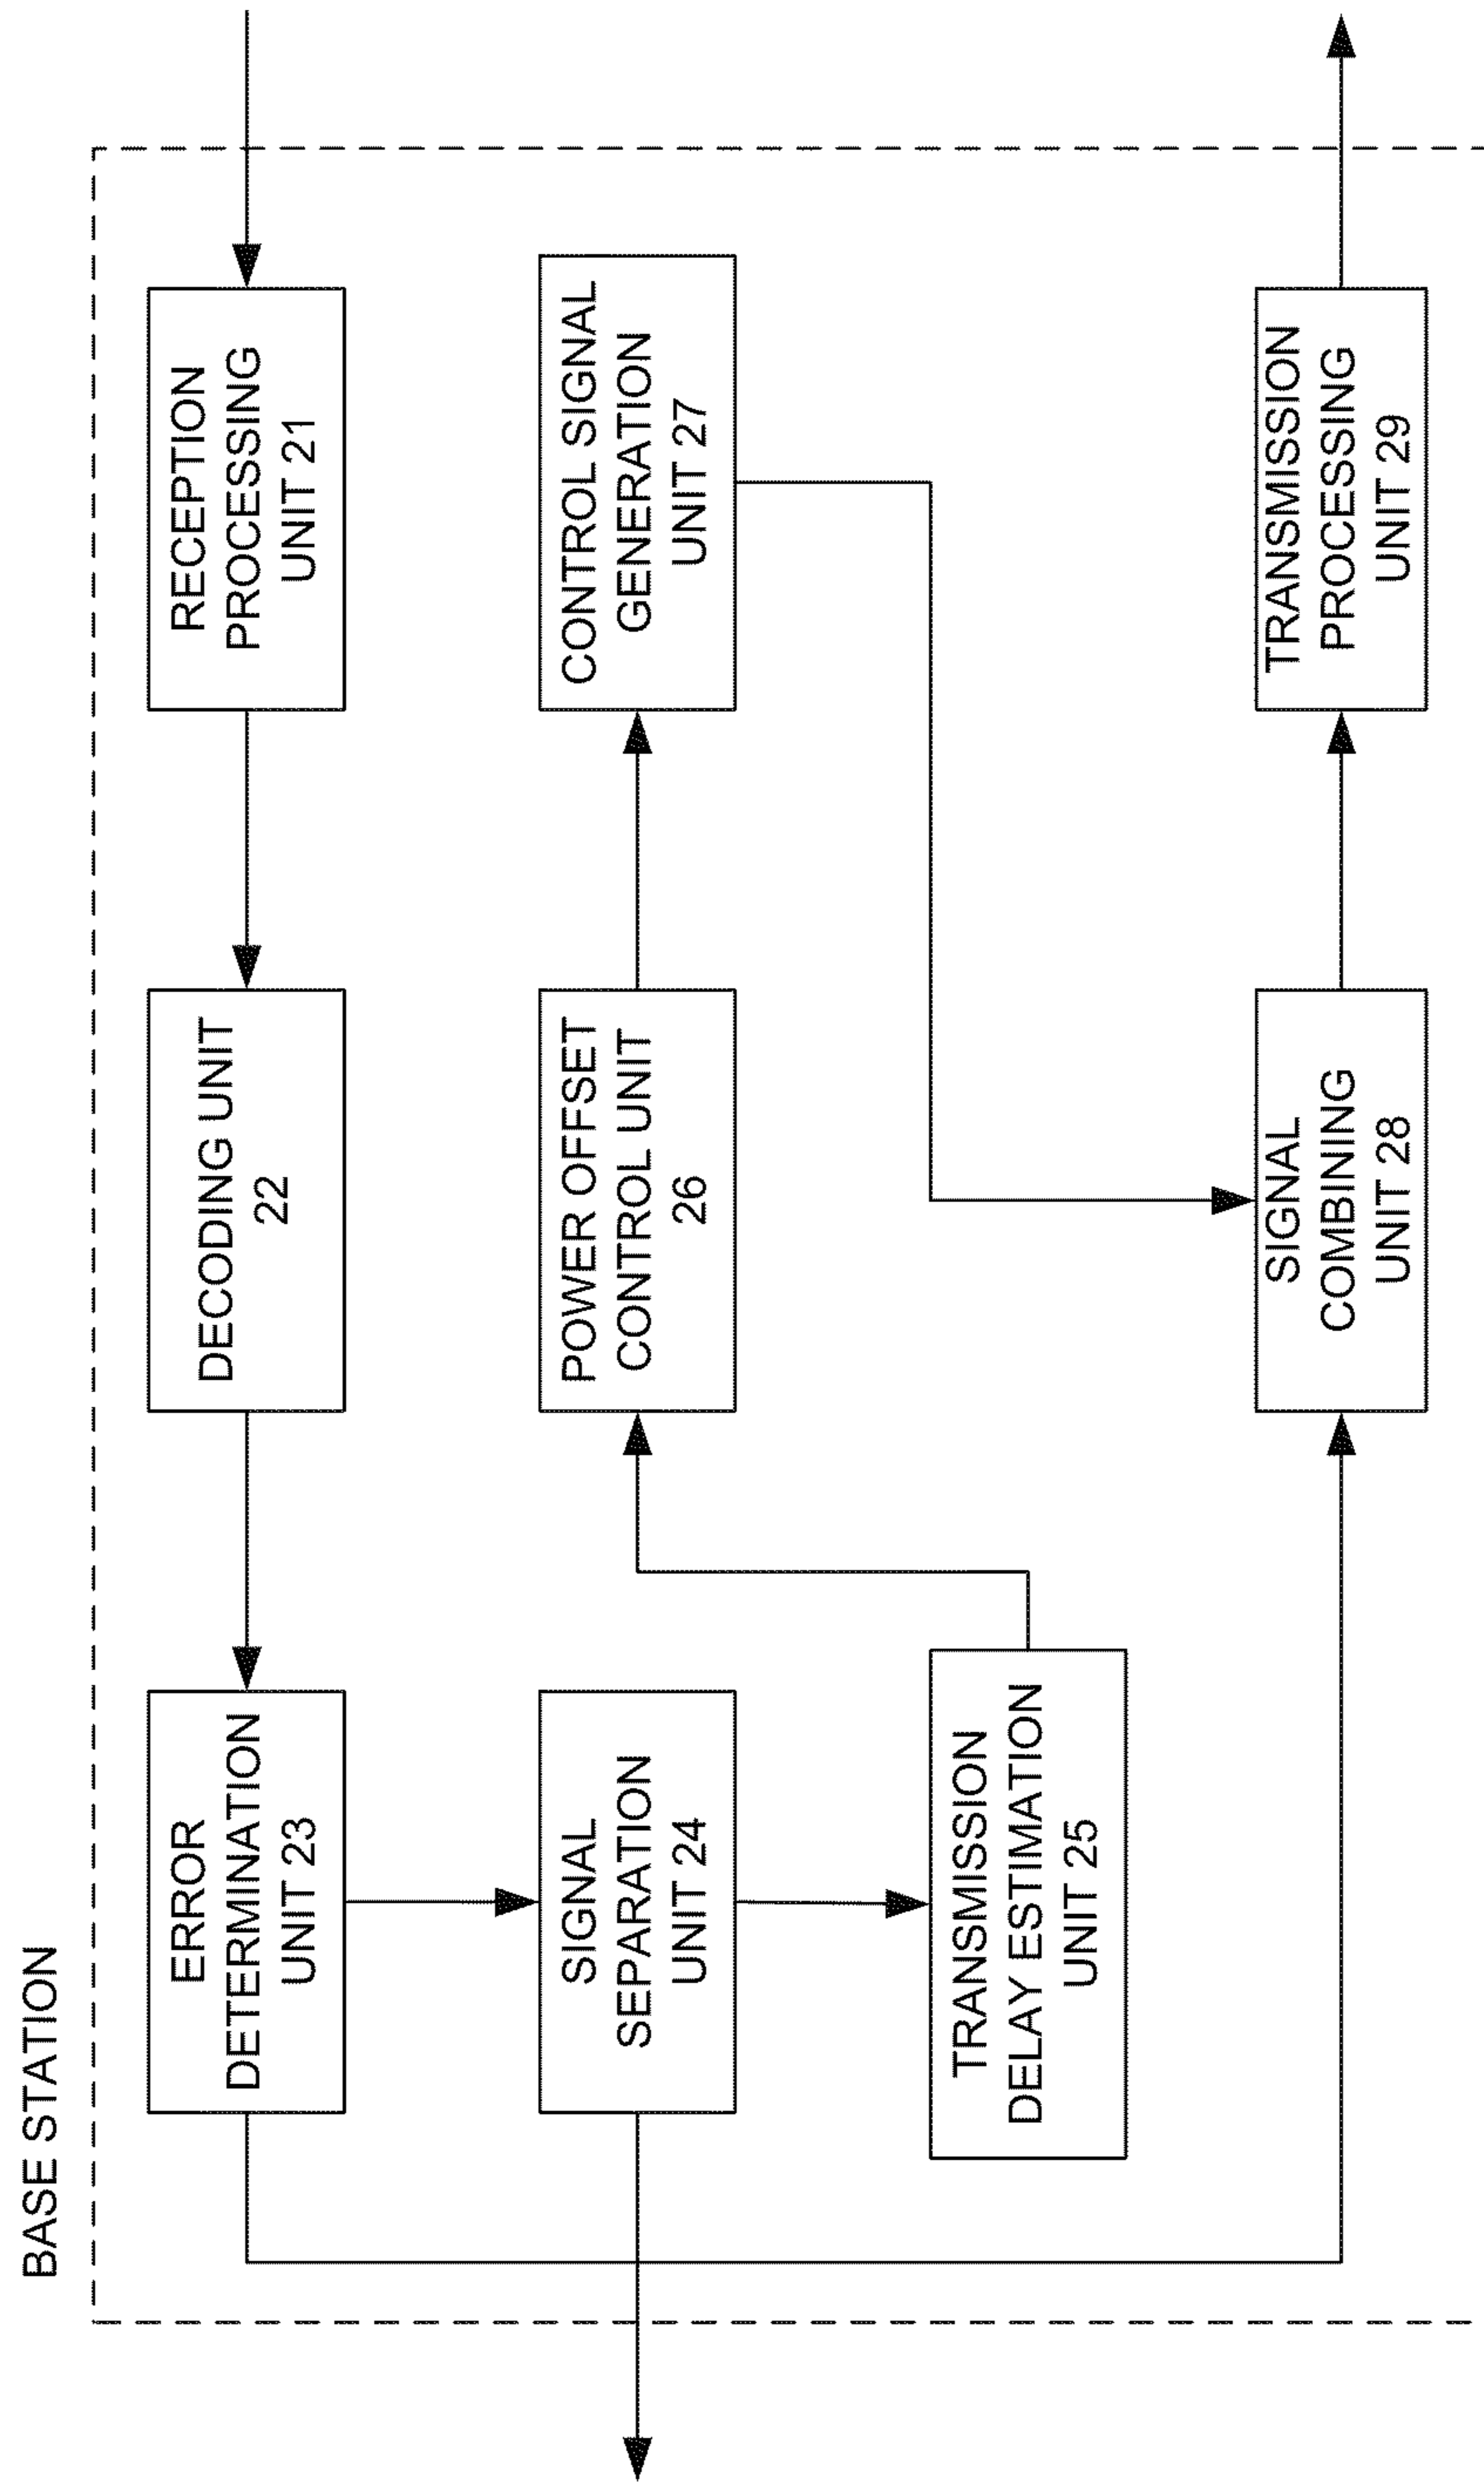 BASE STATION
RECEPTION
PROCESSING
UNIT 21
DECODING UNIT
22
ERROR
DETERMINATION
UNIT 23
SIGNAL
SEPARATION
UNIT 24
TRANSMISSION
DELAY ESTIMATION
UNIT 25
POWER OFFSET
CONTROL UNIT
26
CONTROL SIGNAL
GENERATION
UNIT 27
SIGNAL
COMBINING
UNIT 28
TRANSMISSION
PROCESSING
UNIT 29